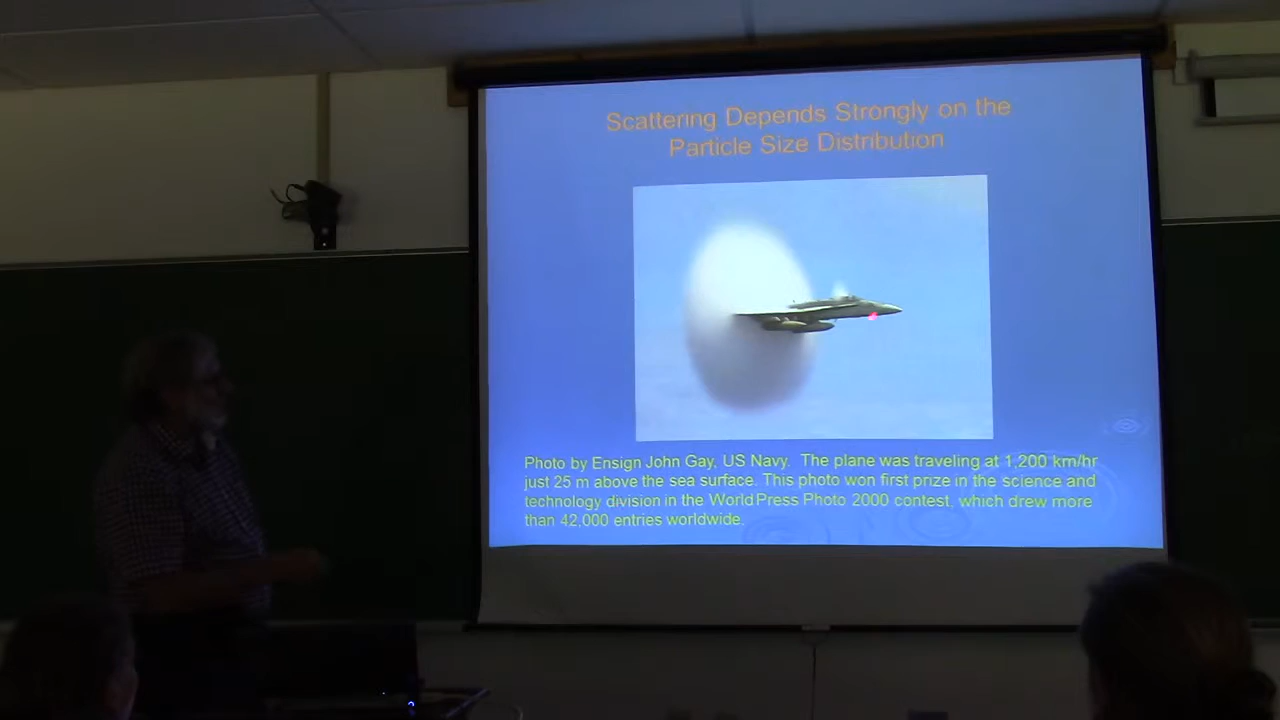 Scattering Depends Strongly on the
Particle Size Distribution
Photo by Ensign John Gay, US Navy. The plane was traveling at 1,200 km/hr
just 25 m above the sea surface. This photo won first prize in the science and
technology division in the World Press Photo 2000 contest, which drew more
than 42,000 entries worldwide.